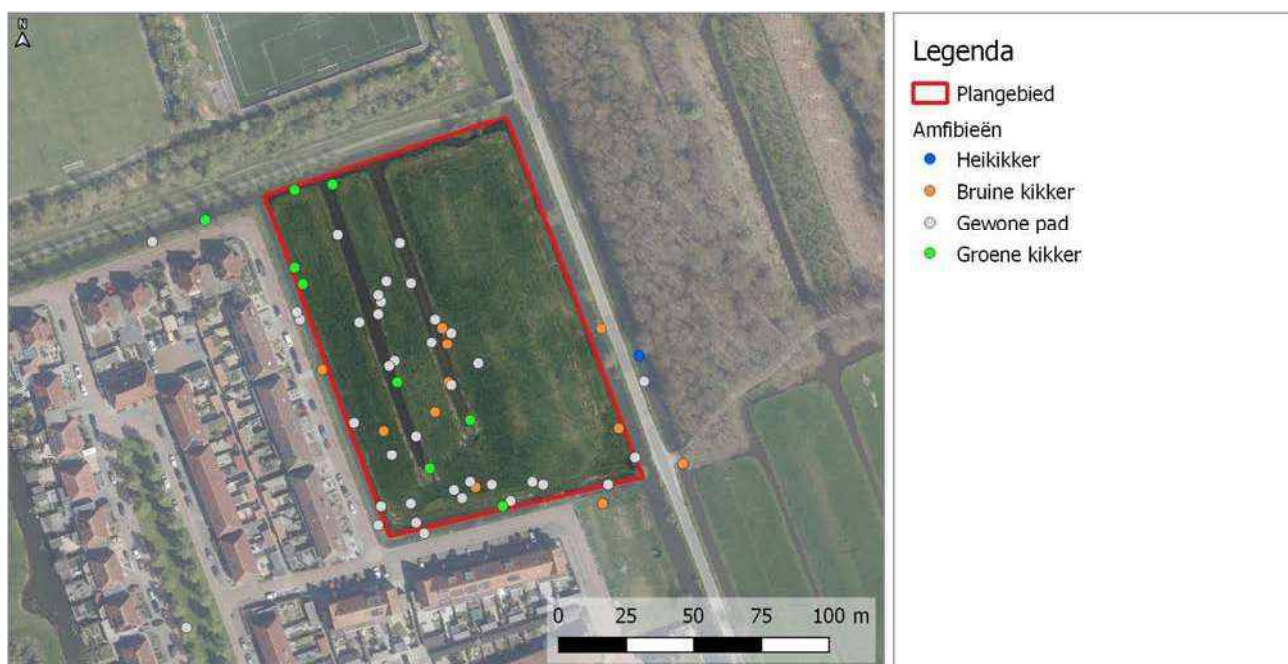 N
Legenda
Plangebied
Amfibieën
Heikikker
Bruine kikker
Gewone pad
Groene kikker
0 25 50 75 100 m